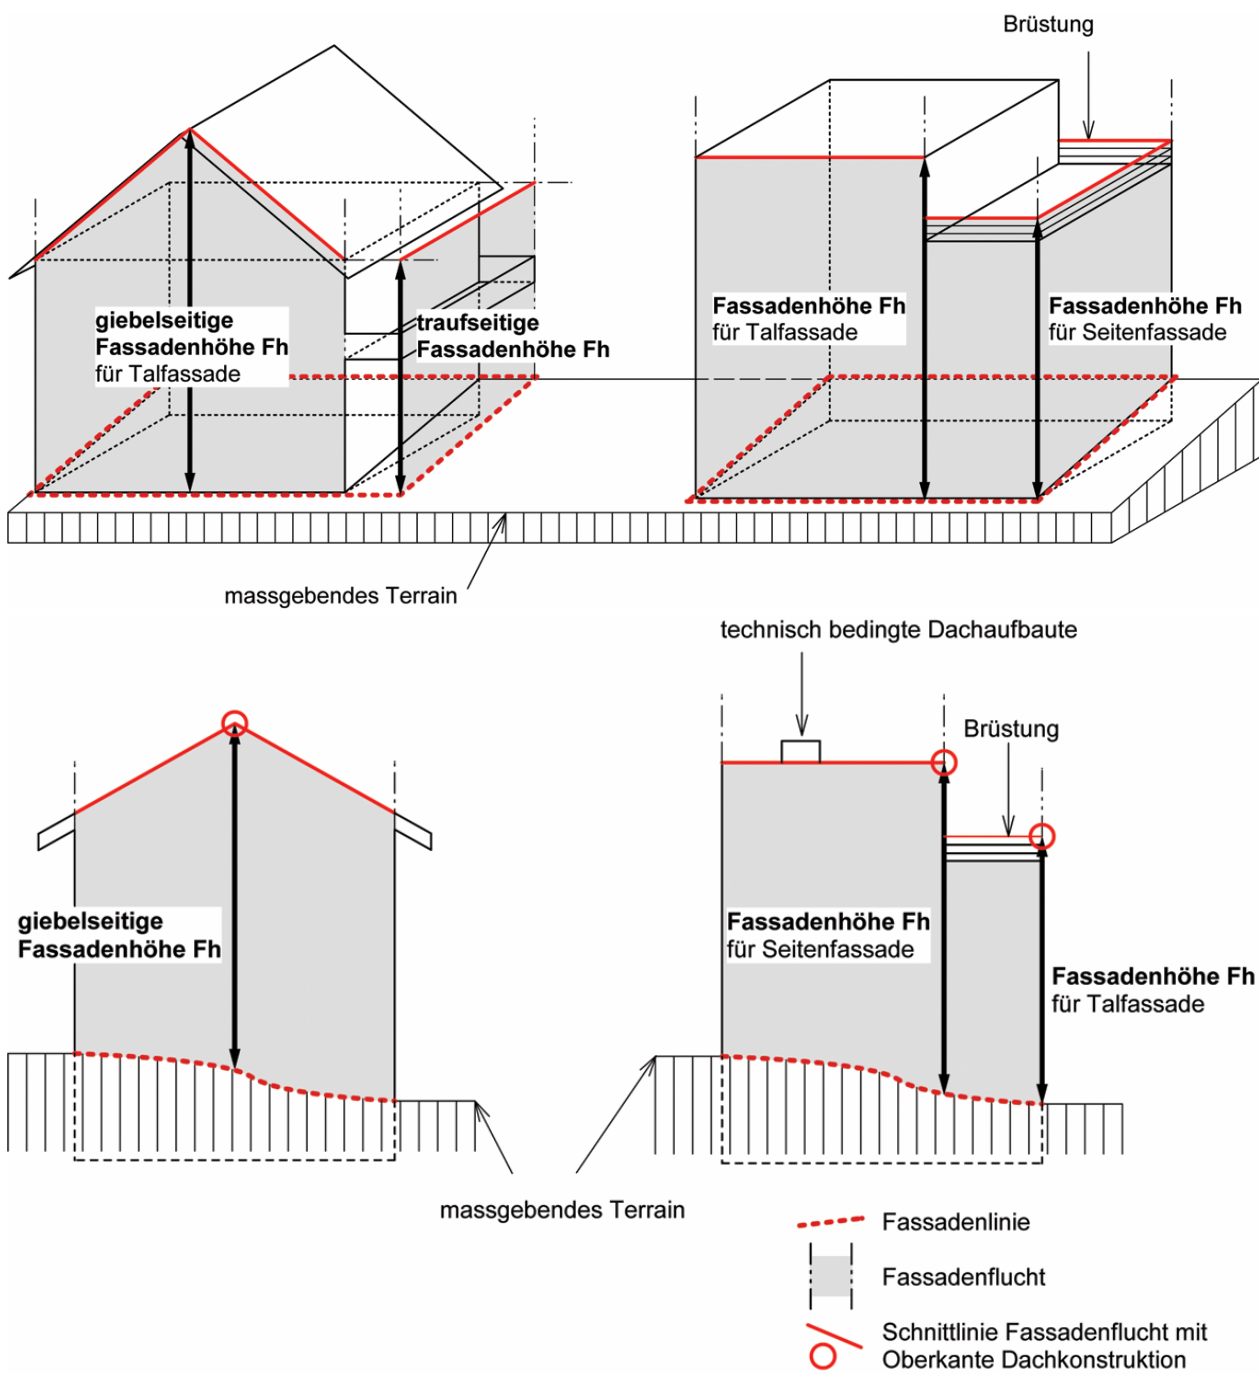 Brüstung
giebelseitige
Fassadenhöhe Fh
für Talfassade
traufseitige
Fassadenhöhe Fh
Fassadenhöhe Fh
für Talfassade
Fassadenhöhe Fh
für Seitenfassade
massgebendes Terrain
technisch bedingte Dachaufbaute
Brüstung
giebelseitige
Fassadenhöhe Fh
Fassadenhöhe Fh
für Seitenfassade
Fassadenhöhe Fh
für Talfassade
massgebendes Terrain
Fassadenlinie
Fassadenflucht
Schnittlinie Fassadenflucht mit
Oberkante Dachkonstruktion